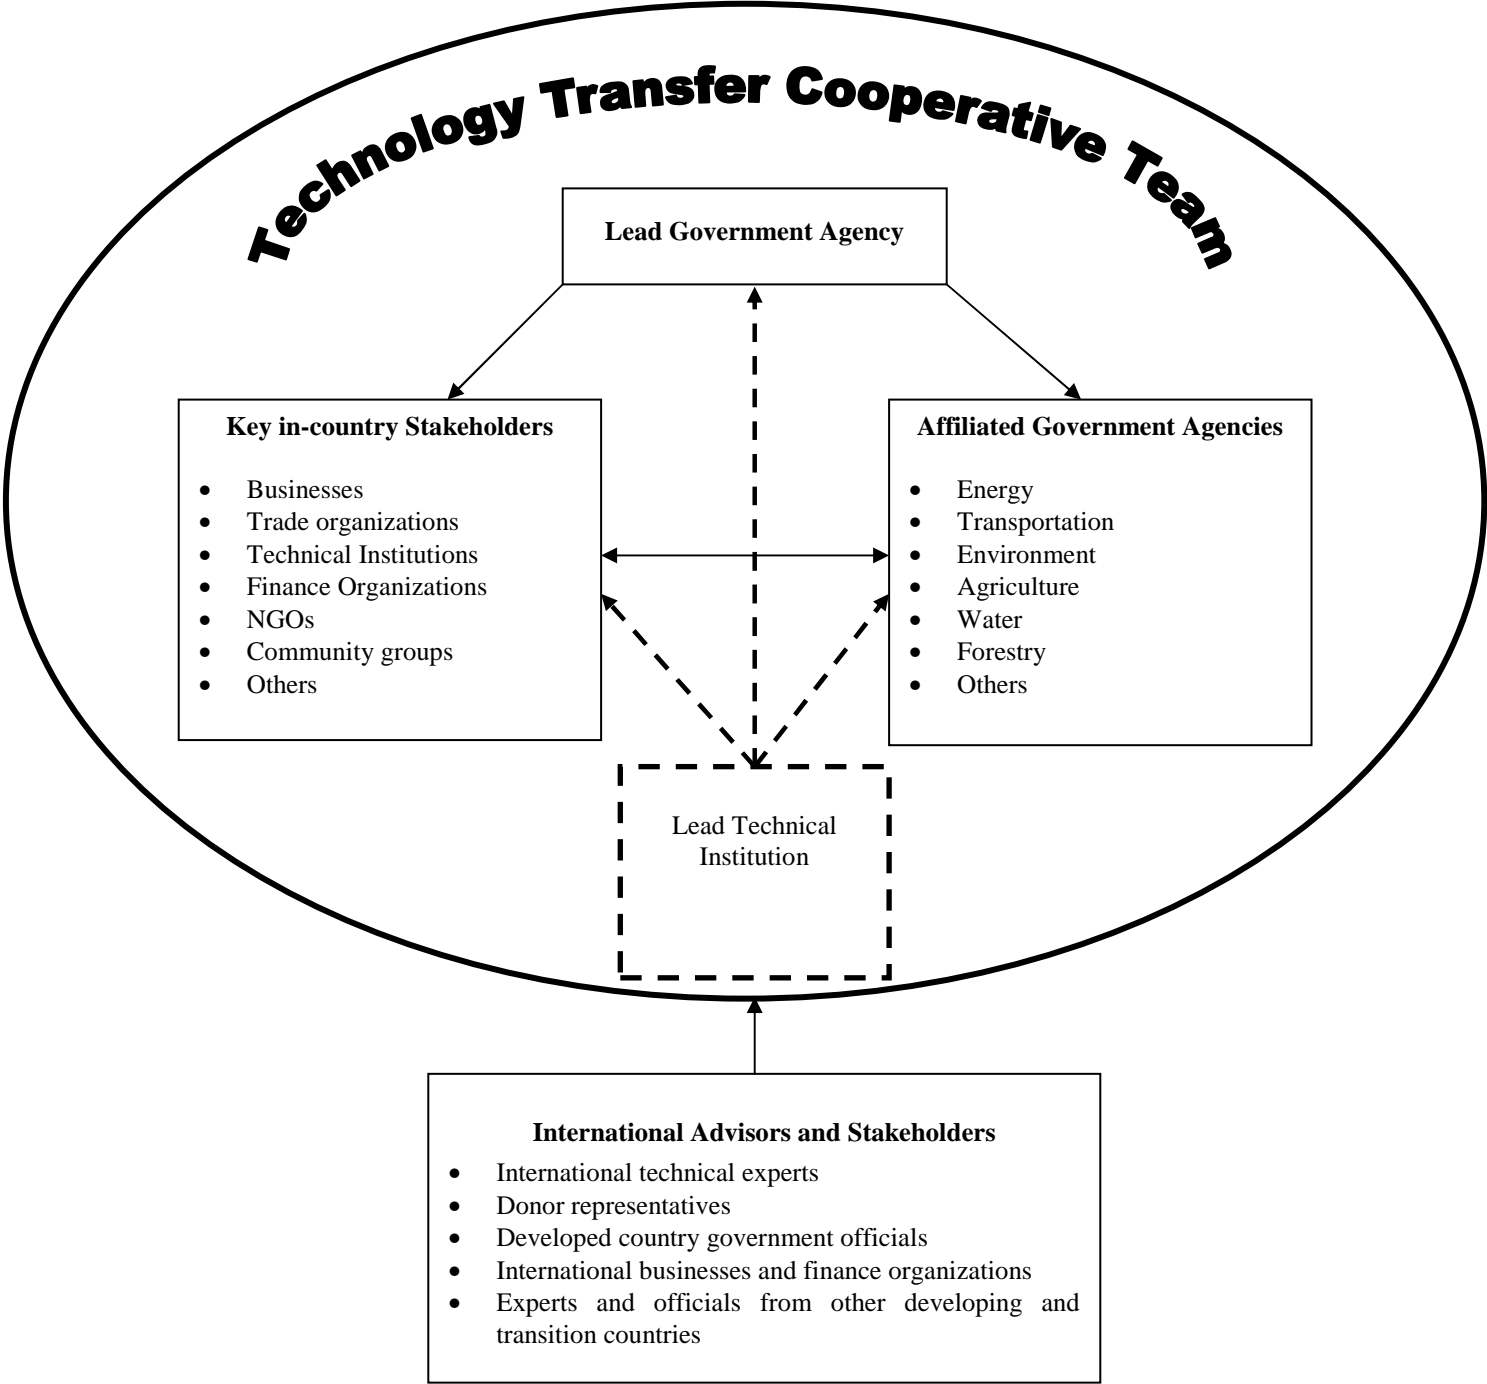 Technology Transfer Cooperative Team
Lead Government Agency
Key in-country Stakeholders
• Businesses
• Trade organizations
• Technical Institutions
• Finance Organizations
• NGOs
• Community groups
• Others
Affiliated Government Agencies
• Energy
• Transportation
• Environment
• Agriculture
• Water
• Forestry
• Others
Lead Technical
Institution
International Advisors and Stakeholders
• International technical experts
• Donor representatives
• Developed country government officials
• International businesses and finance organizations
• Experts and officials from other developing and
transition countries